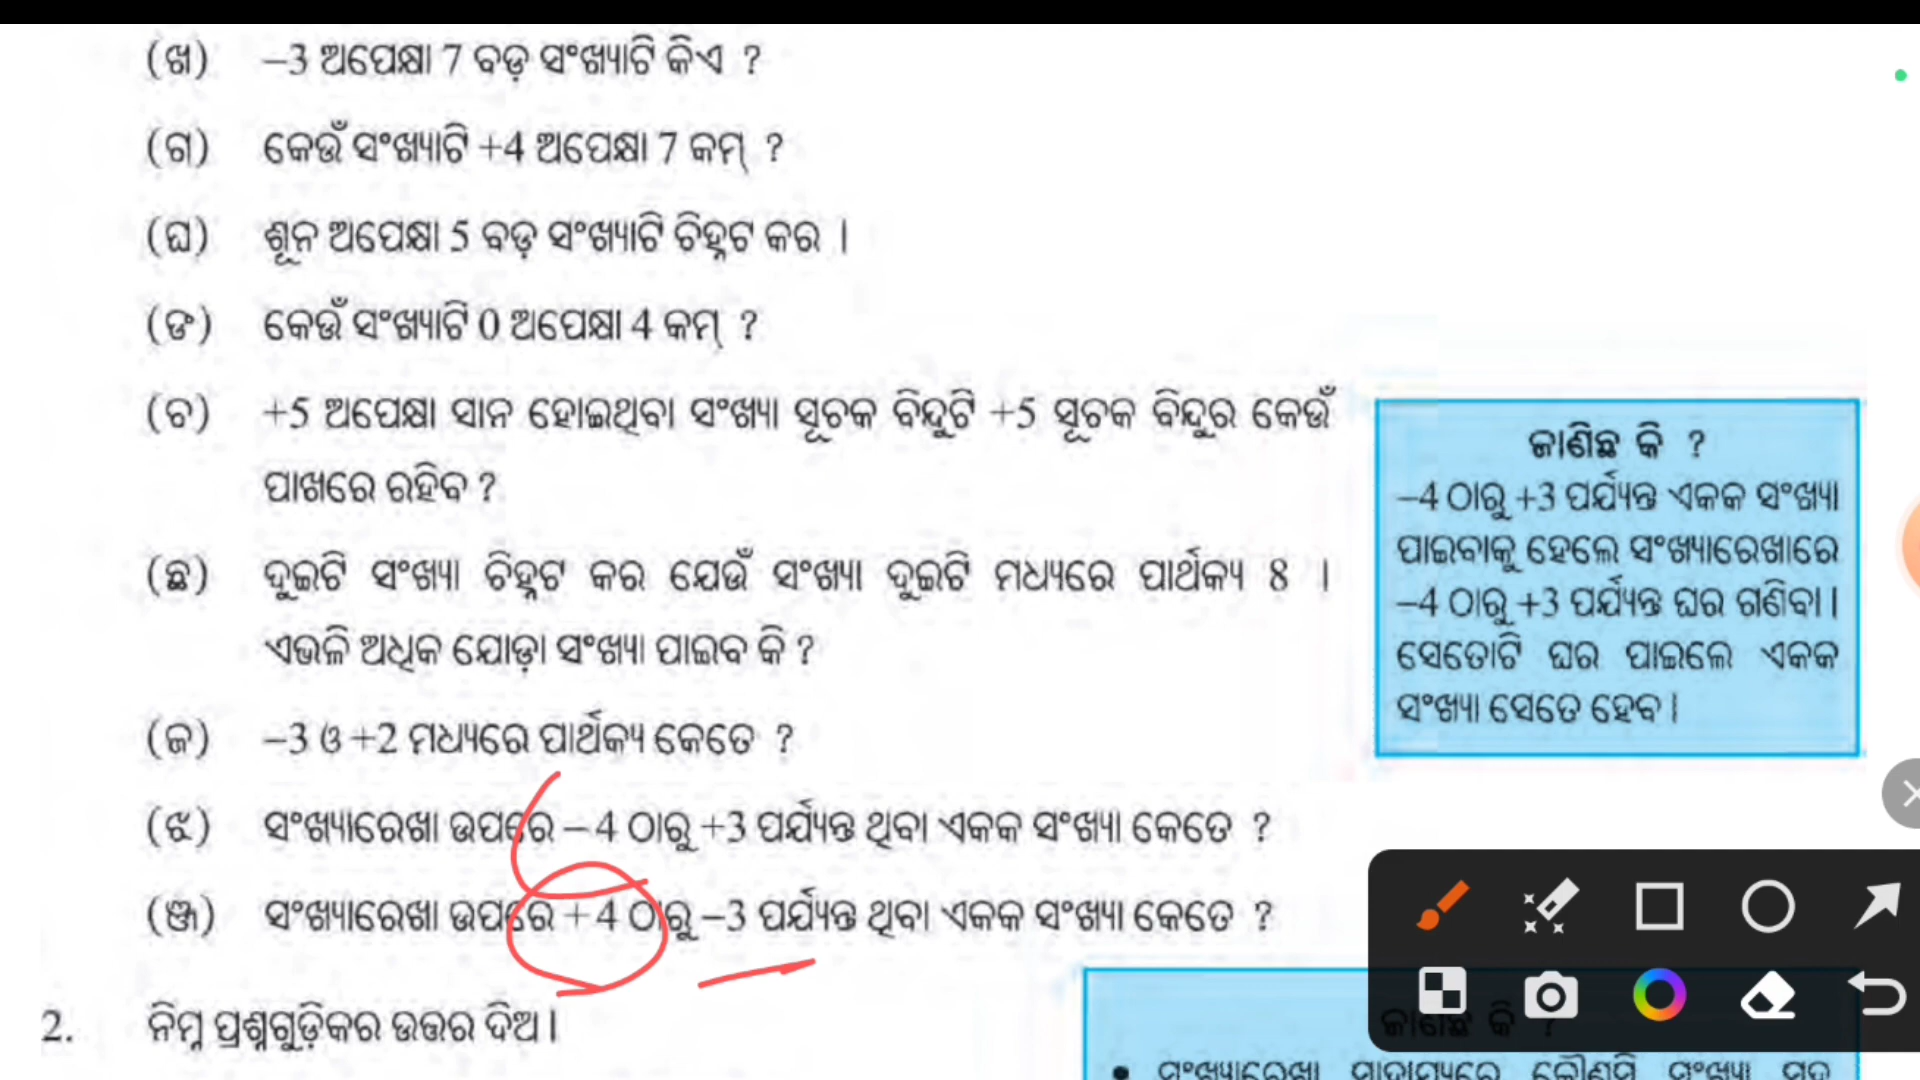 (ଖ) –3 ଅପେକ୍ଷା 7 ବଡ଼ ସଂଖ୍ୟାଟି କିଏ ?
(ଗ) କେଉଁ ସଂଖ୍ୟାଟି +4 ଅପେକ୍ଷା 7 କମ୍ ?
(ଘ) ଶୂନ ଅପେକ୍ଷା 5 ବଡ଼ ସଂଖ୍ୟାଟି ଚିହ୍ନଟ କର ।
(ଙ) କେଉଁ ସଂଖ୍ୟାଟି 0 ଅପେକ୍ଷା 4 କମ୍ ?
(ଚ) +5 ଅପେକ୍ଷା ସାନ ହୋଇଥିବା ସଂଖ୍ୟା ସୂଚକ ବିନ୍ଦୁଟି +5 ସୂଚକ ବିନ୍ଦୁର କେଉଁ
ପାଖରେ ରହିବ ?
(ଛ) ଦୁଇଟି ସଂଖ୍ୟା ଚିହ୍ନଟ କର ଯେଉଁ ସଂଖ୍ୟା ଦୁଇଟି ମଧ୍ୟରେ ପାର୍ଥକ୍ୟ 8 ।
ଏଭଳି ଅଧିକ ଯୋଡ଼ା ସଂଖ୍ୟା ପାଇବ କି ?
(ଜ) –3 ଓ +2 ମଧ୍ୟରେ ପାର୍ଥକ୍ୟ କେତେ ?
(ଝ) ସଂଖ୍ୟାରେଖା ଉପରେ – 4 ଠାରୁ +3 ପର୍ଯ୍ୟନ୍ତ ଥିବା ଏକକ ସଂଖ୍ୟା କେତେ ?
(ଞ) ସଂଖ୍ୟାରେଖା ଉପରେ + 4 ଠାରୁ –3 ପର୍ଯ୍ୟନ୍ତ ଥିବା ଏକକ ସଂଖ୍ୟା କେତେ ?
ଜାଣିଛ କି ?
–4 ଠାରୁ +3 ପର୍ଯ୍ୟନ୍ତ ଏକକ ସଂଖ୍ୟା
ପାଇବାକୁ ହେଲେ ସଂଖ୍ୟାରେଖାରେ
–4 ଠାରୁ +3 ପର୍ଯ୍ୟନ୍ତ ଘର ଗଣିବା।
ସେତୋଟି ଘର ପାଇଲେ ଏକକ
ସଂଖ୍ୟା ସେତେ ହେବ।
2. ନିମ୍ନ ପ୍ରଶ୍ନଗୁଡ଼ିକର ଉତ୍ତର ଦିଅ।
ଜାଣିଛ କି ?
• ସଂଖ୍ୟାରେଖା ସାହାଯ୍ୟରେ କୌଣସି ସଂଖ୍ୟା ସହ